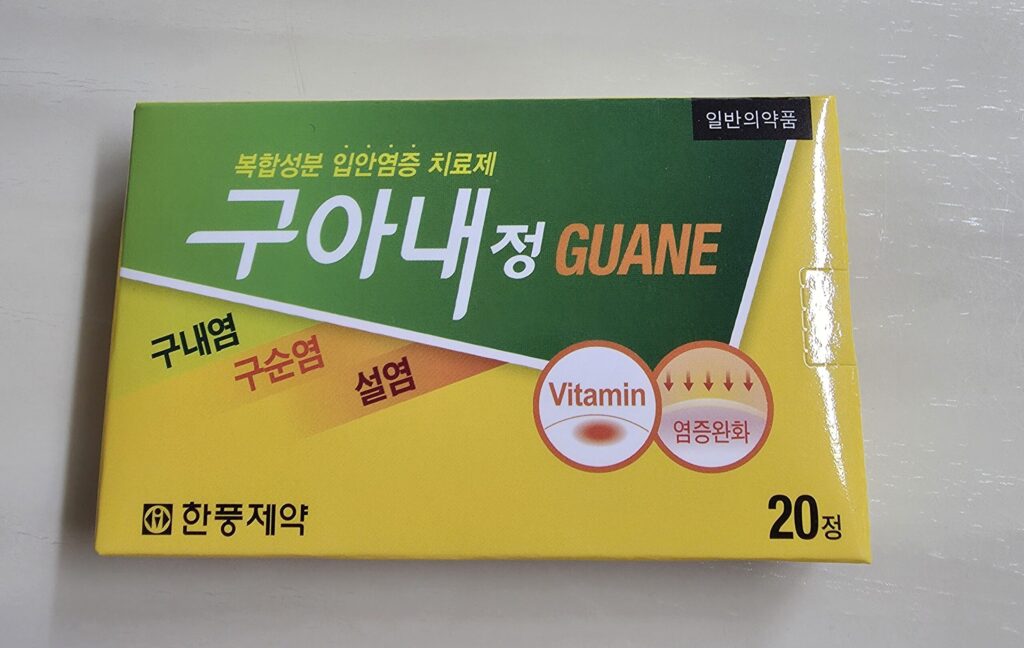 일반의약품
복합성분 입안염증 치료제
구아내정 GUANE
구내염
구순염
설염
Vitamin
염증완화
한풍제약
20정